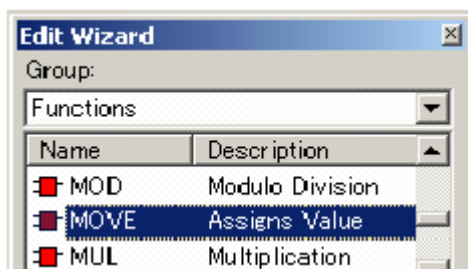 Edit Wizard
Group:
Functions
Name Description
MOD Modulo Division
MOVE Assigns Value
MUL Multiplication